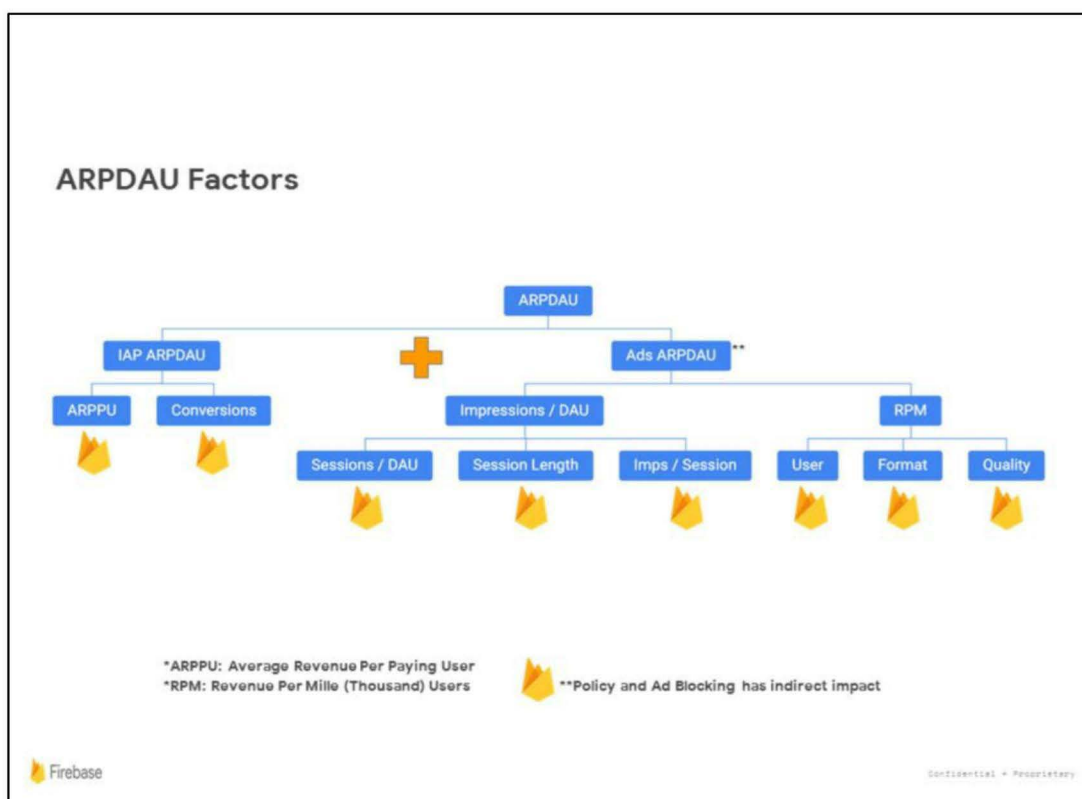 ARPDAU Factors
ARPDAU
IAP ARPDAU
Ads ARPDAU **
ARPPU
Conversions
Impressions / DAU
RPM
Sessions / DAU
Session Length
Imps / Session
User
Format
Quality
*ARPPU: Average Revenue Per Paying User
*RPM: Revenue Per Mille (Thousand) Users
**Policy and Ad Blocking has indirect impact
Firebase
Confidential + Proprietary